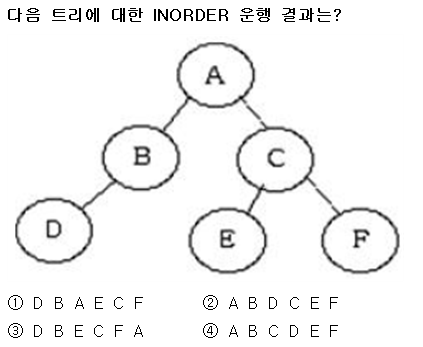 다음 트리에 대한 INORDER 운행 결과는?
A
B C
D E F
① D B A E C F ② A B D C E F
③ D B E C F A ④ A B C D E F